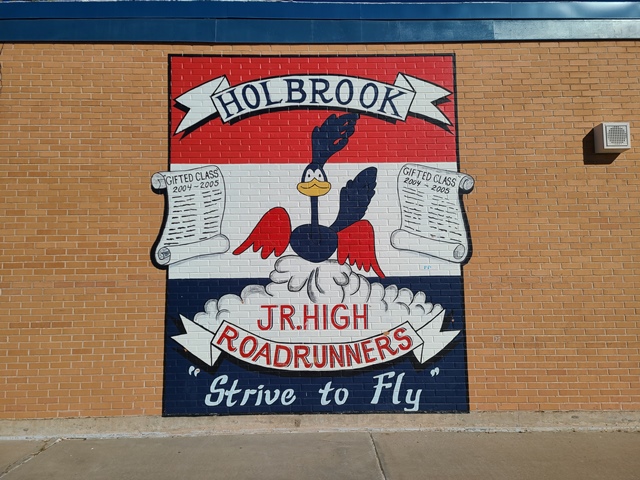 HOLBROOK
GIFTED CLASS
2004-2005
GIFTED CLASS
2004-2005
JR.HIGH
ROADRUNNERS
"Strive to Fly"